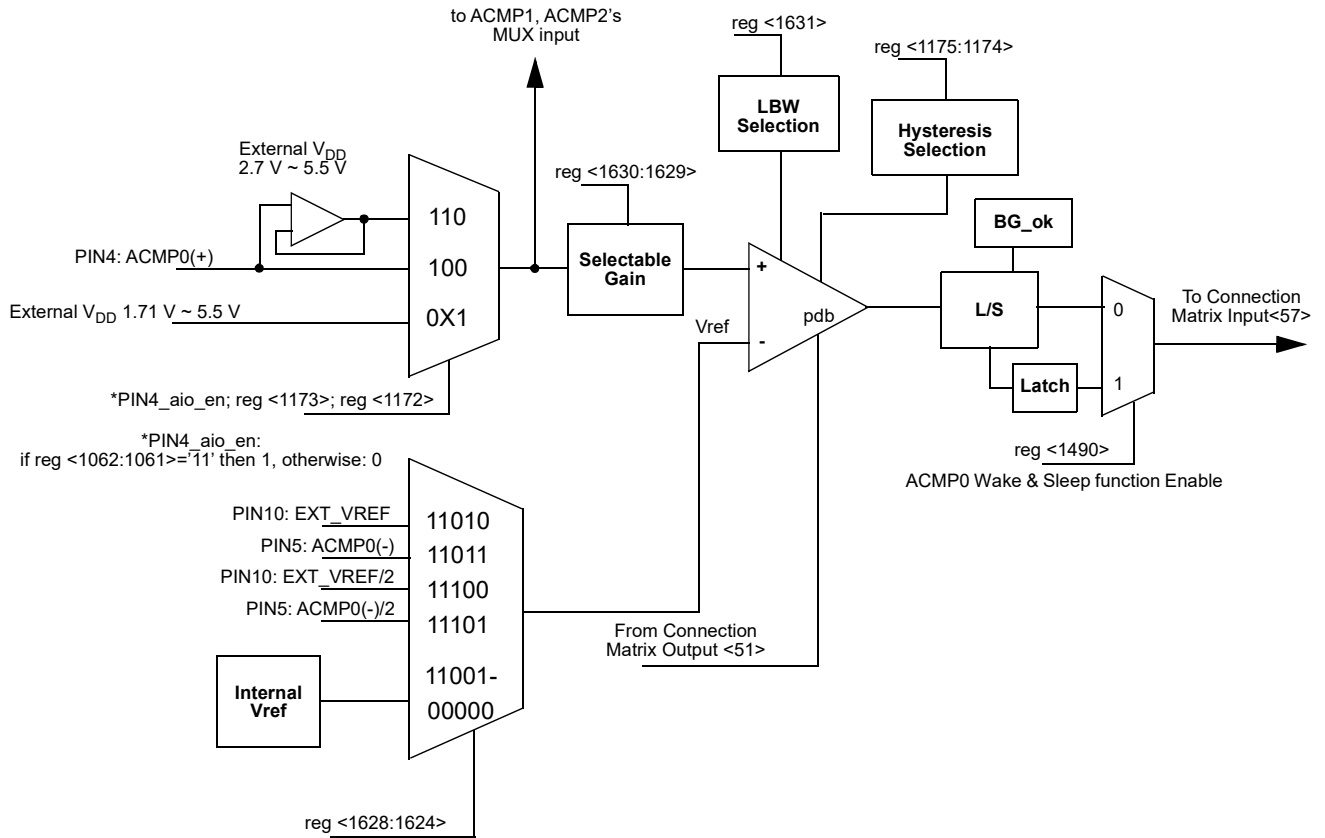 to ACMP1, ACMP2's
MUX input
reg <1631>
reg <1175:1174>
LBW
Selection
Hysteresis
Selection
External VDD
2.7 V ~ 5.5 V
reg <1630:1629>
110
BG_ok
PIN4: ACMP0(+)
100
Selectable
Gain
+
External VDD 1.71 V ~ 5.5 V
0X1
pdb
L/S
0
To Connection
Matrix Input<57>
Vref
-
Latch
1
*PIN4_aio_en; reg <1173>; reg <1172>
*PIN4_aio_en:
if reg <1062:1061>='11' then 1, otherwise: 0
reg <1490>
ACMP0 Wake & Sleep function Enable
PIN10: EXT_VREF
11010
PIN5: ACMP0(-)
11011
PIN10: EXT_VREF/2
11100
PIN5: ACMP0(-)/2
11101
From Connection
Matrix Output <51>
Internal
Vref
11001-
00000
reg <1628:1624>